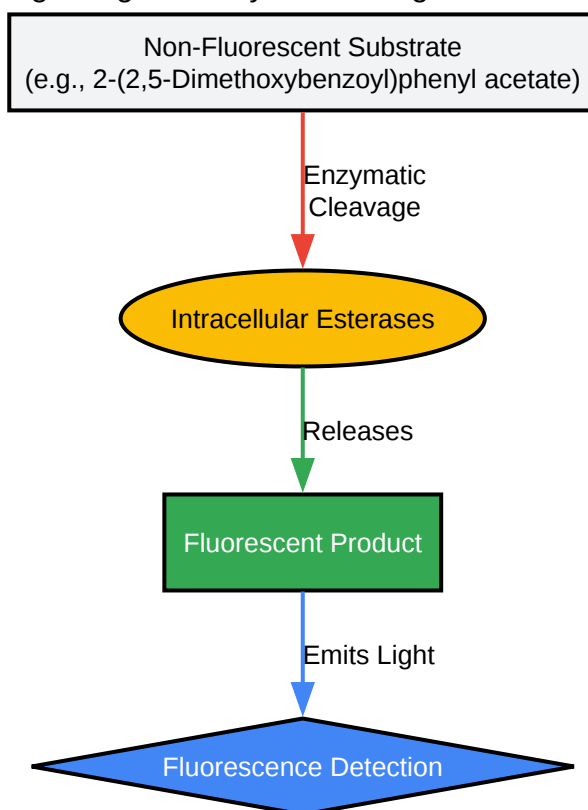 Non-Fluorescent Substrate
(e.g., 2-(2,5-Dimethoxybenzoyl)phenyl acetate)
Enzymatic
Cleavage
Intracellular Esterases
Releases
Fluorescent Product
Emits Light
Fluorescence Detection